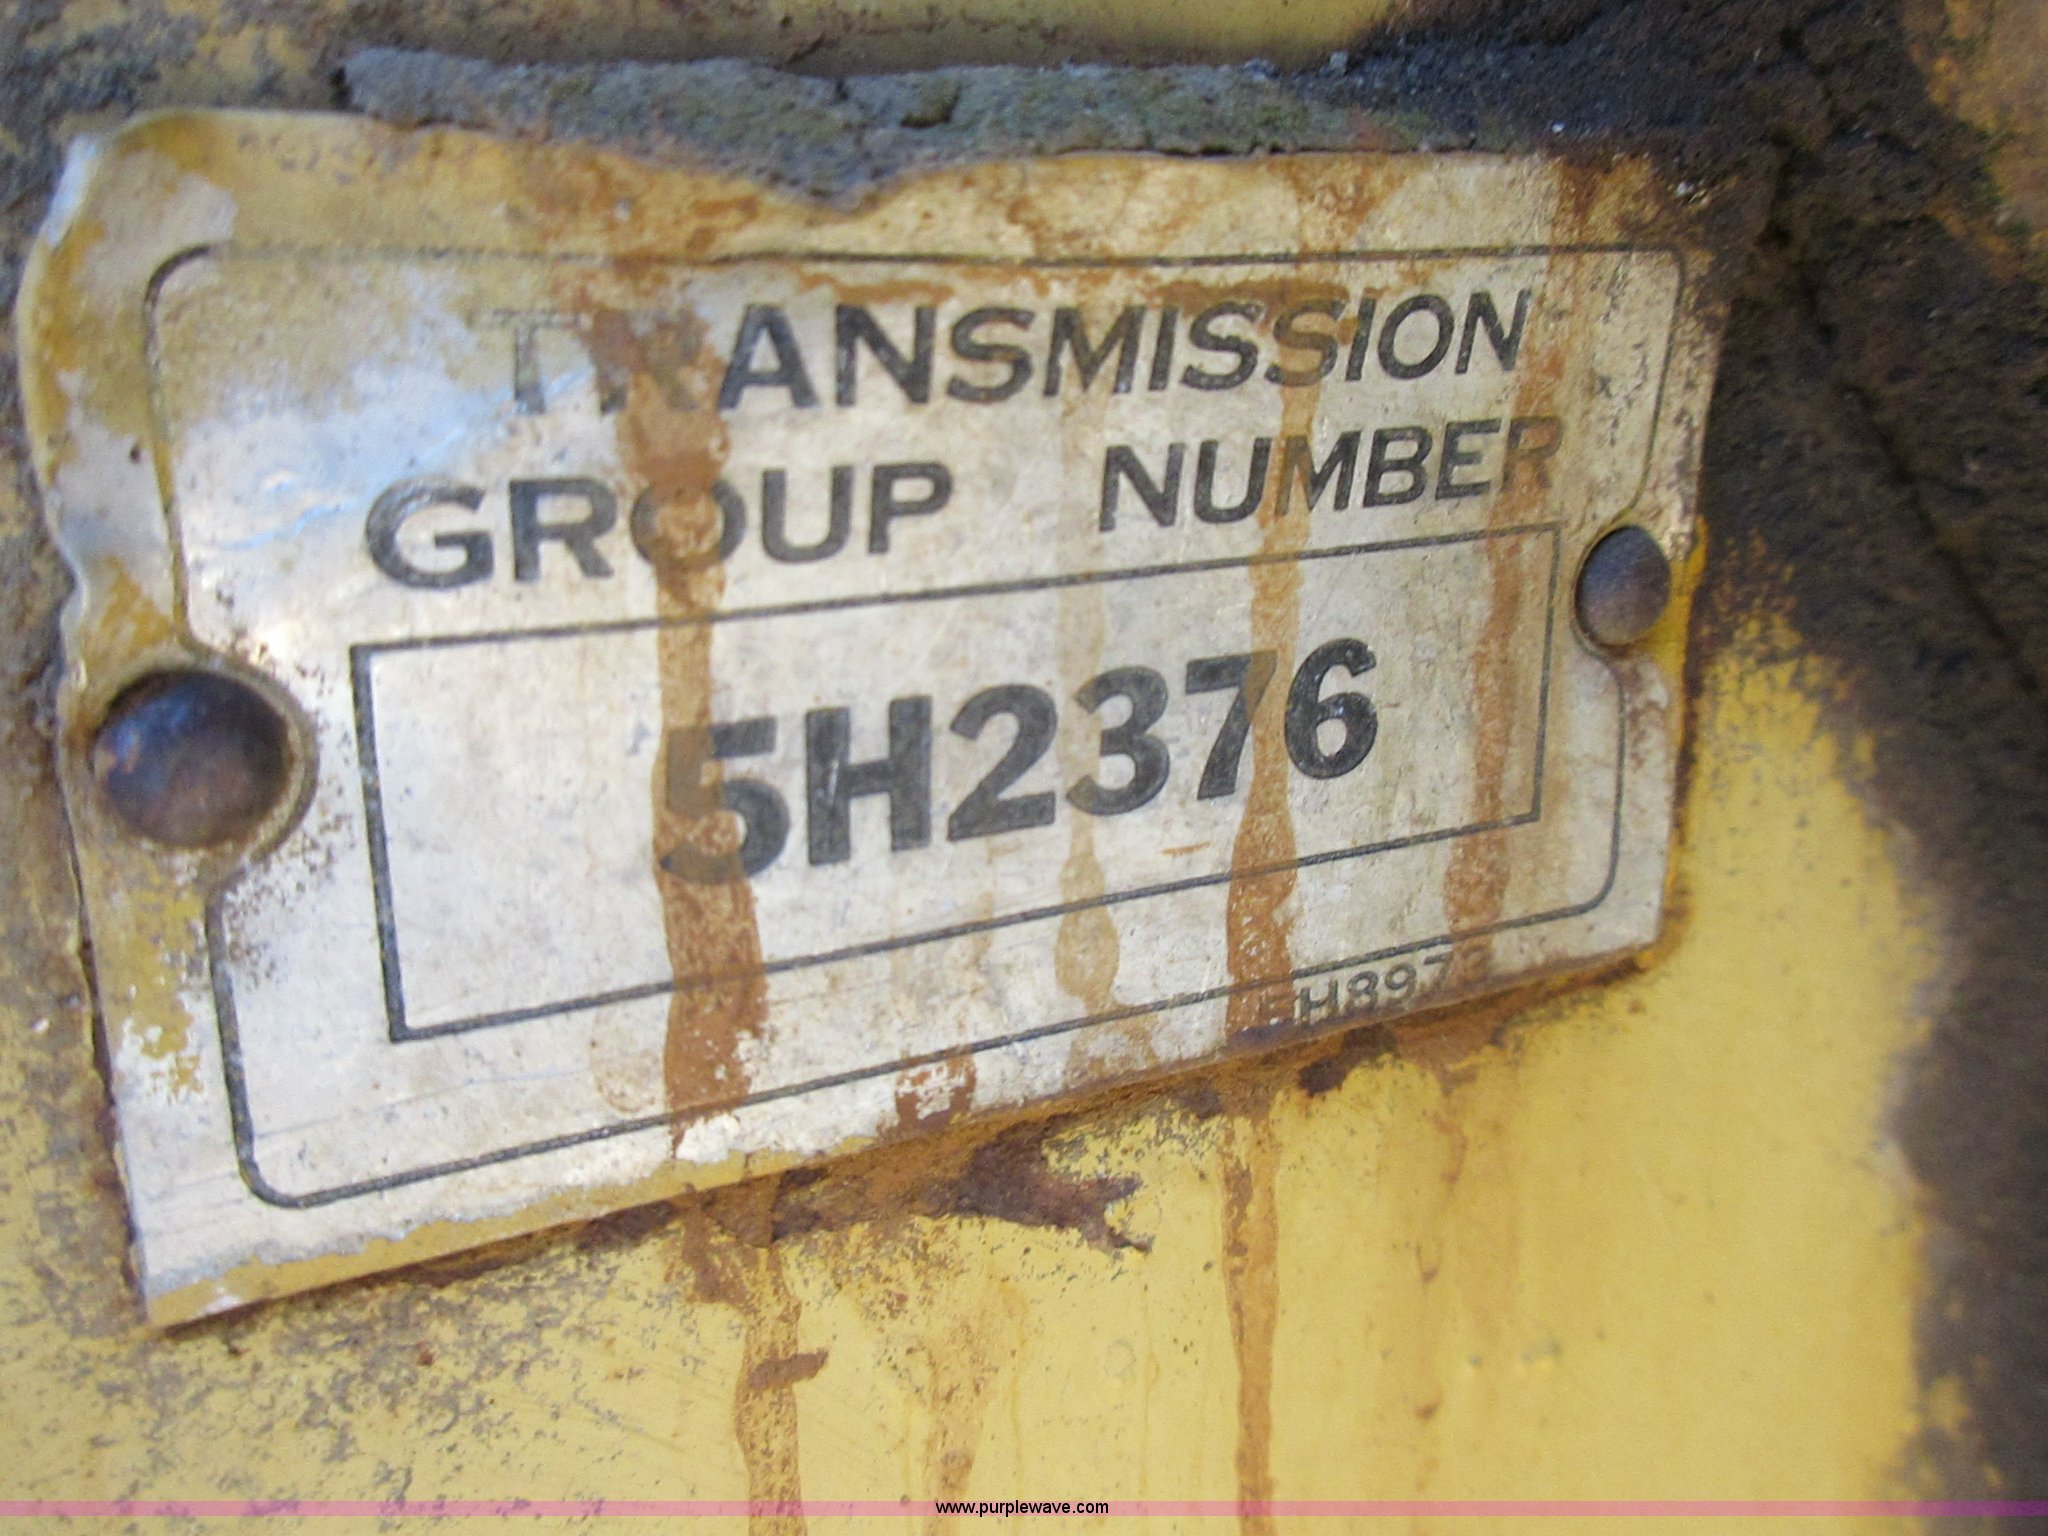 TRANSMISSION
GROUP NUMBER
5H2376
www.purplewave.com